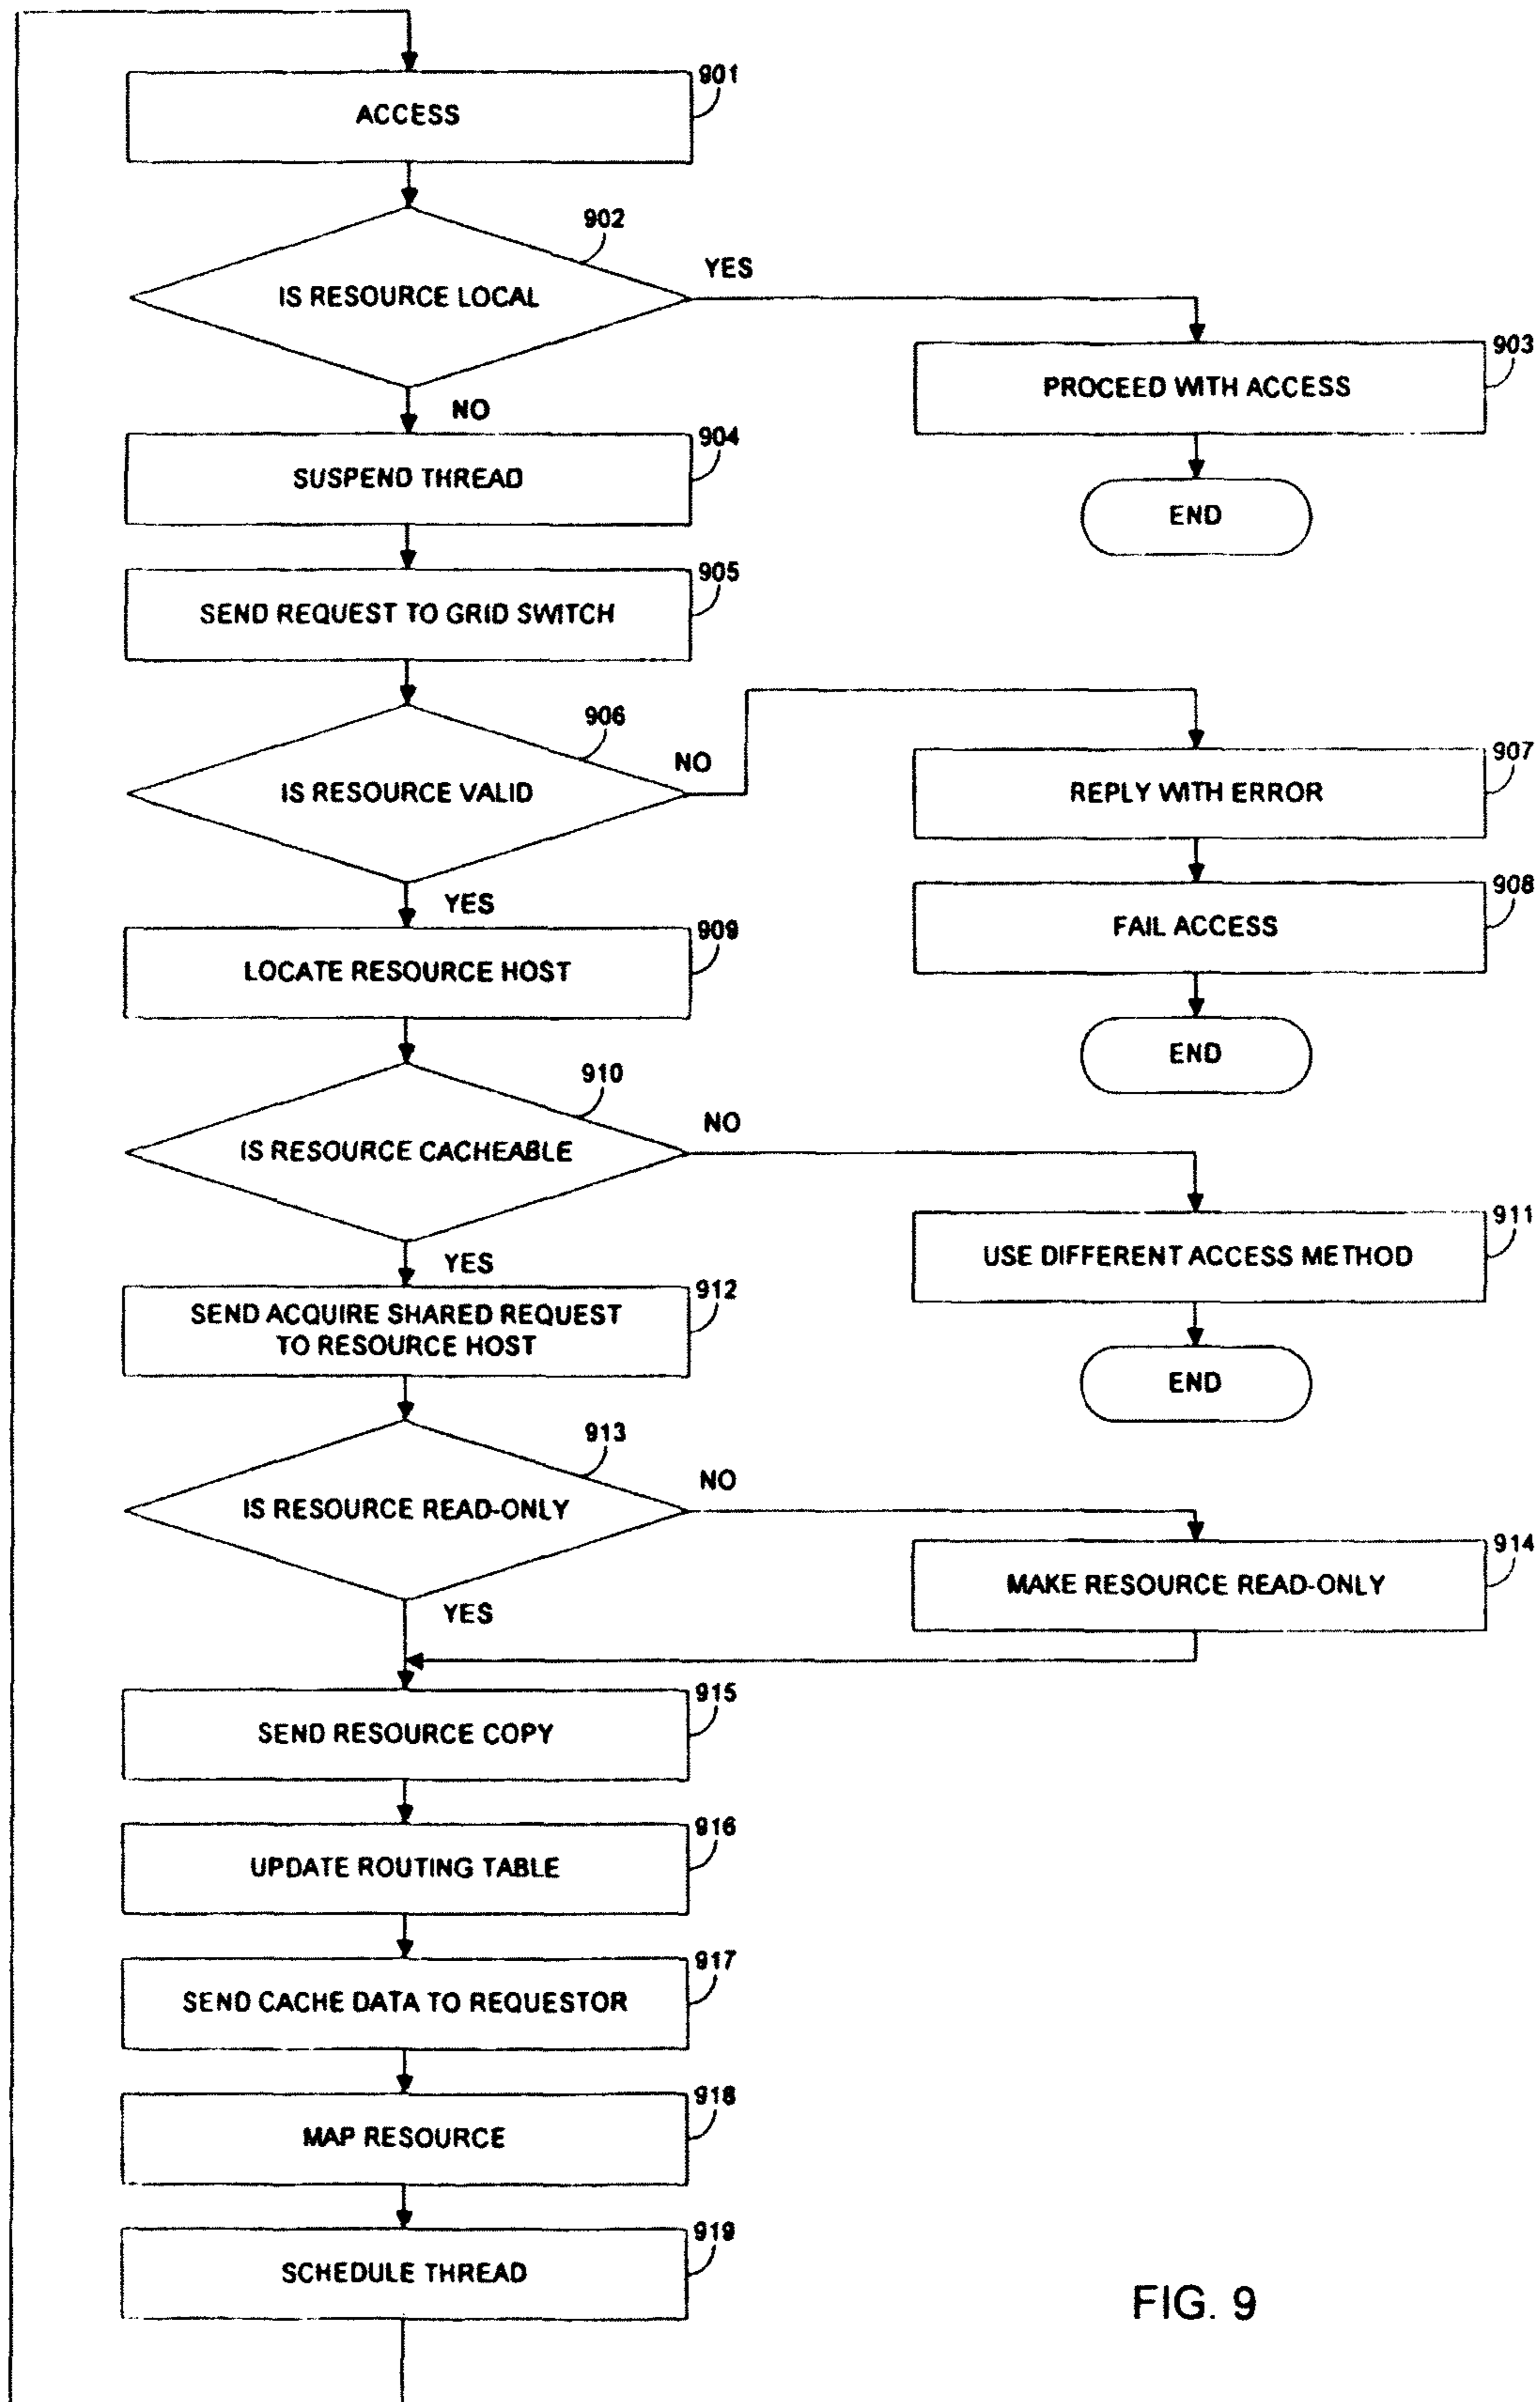 901
ACCESS
902
IS RESOURCE LOCAL
YES
903
PROCEED WITH ACCESS
END
NO
904
SUSPEND THREAD
905
SEND REQUEST TO GRID SWITCH
906
IS RESOURCE VALID
NO
907
REPLY WITH ERROR
908
FAIL ACCESS
END
YES
909
LOCATE RESOURCE HOST
910
IS RESOURCE CACHEABLE
NO
911
USE DIFFERENT ACCESS METHOD
END
YES
912
SEND ACQUIRE SHARED REQUEST
TO RESOURCE HOST
913
IS RESOURCE READ-ONLY
NO
914
MAKE RESOURCE READ-ONLY
YES
915
SEND RESOURCE COPY
916
UPDATE ROUTING TABLE
917
SEND CACHE DATA TO REQUESTOR
918
MAP RESOURCE
919
SCHEDULE THREAD
FIG. 9